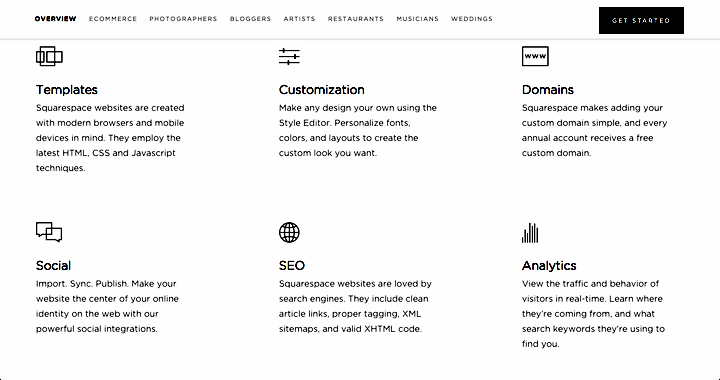 OVERVIEW ECOMMERCE PHOTOGRAPHERS BLOGGERS ARTISTS RESTAURANTS MUSICIANS WEDDINGS GET STARTED
WWW
Templates
Squarespace websites are created
with modern browsers and mobile
devices in mind. They employ the
latest HTML, CSS and Javascript
techniques.
Customization
Make any design your own using the
Style Editor. Personalize fonts,
colors, and layouts to create the
custom look you want.
Domains
Squarespace makes adding your
custom domain simple, and every
annual account receives a free
custom domain.
Social
Import. Sync. Publish. Make your
website the center of your online
identity on the web with our
powerful social integrations.
SEO
Squarespace websites are loved by
search engines. They include clean
article links, proper tagging, XML
sitemaps, and valid XHTML code.
Analytics
View the traffic and behavior of
visitors in real-time. Learn where
they're coming from, and what
search keywords they're using to
find you.